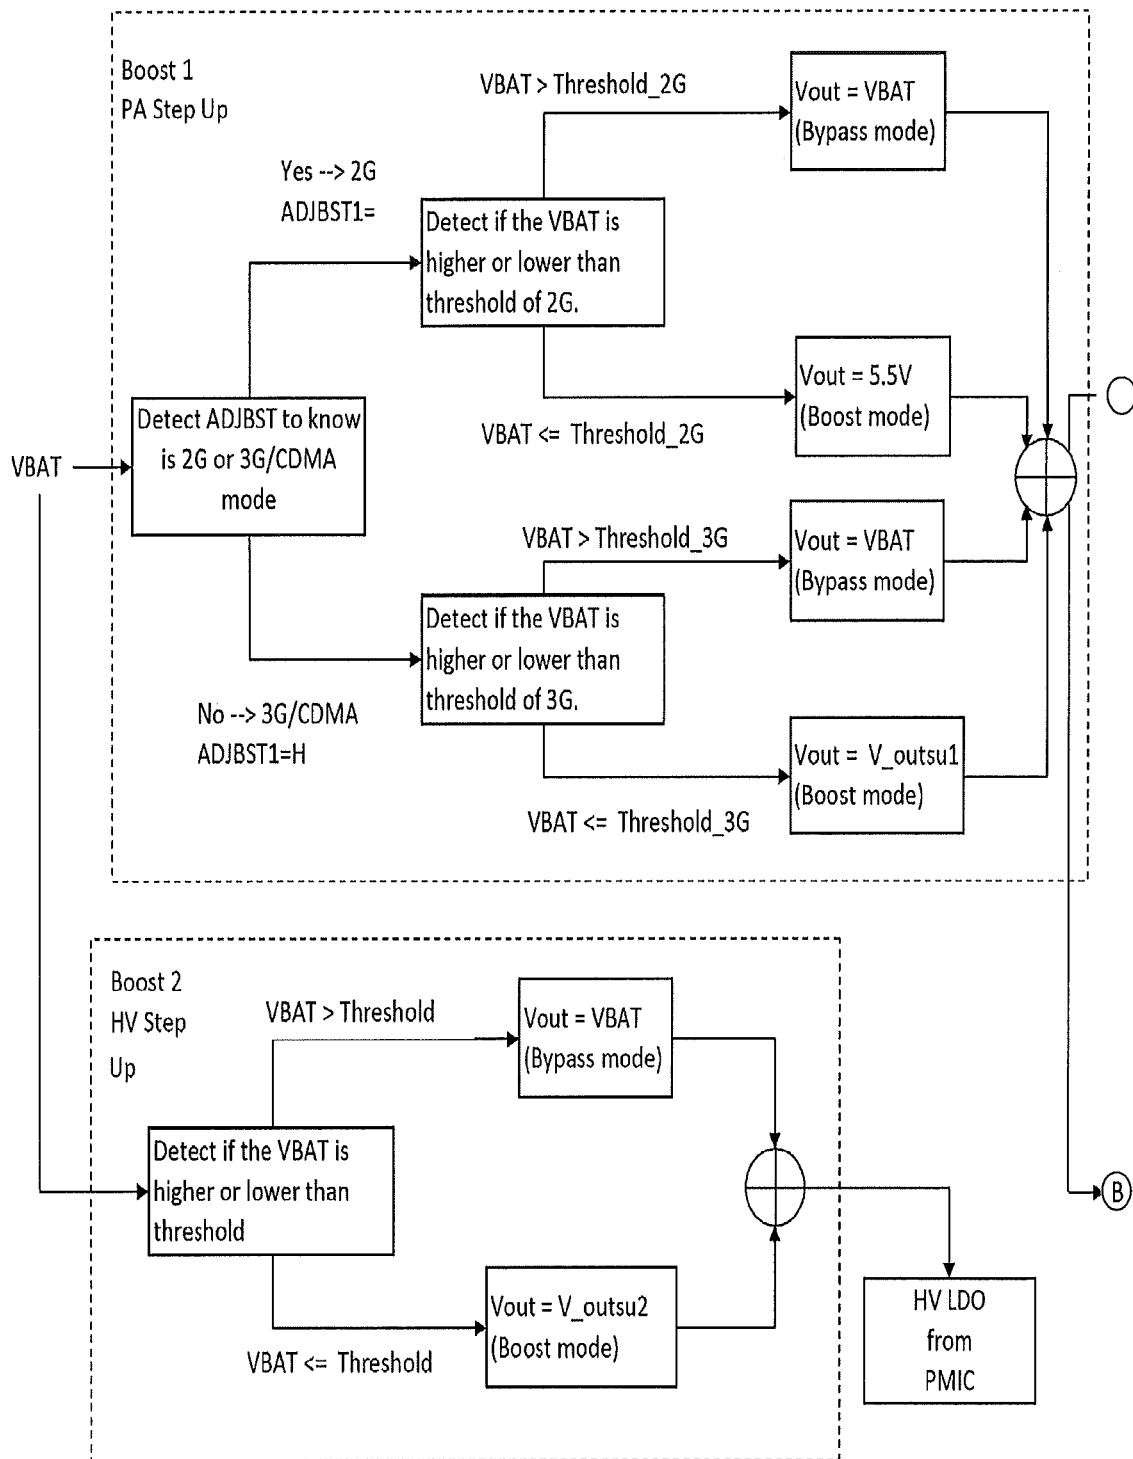 Boost 1
PA Step Up
VBAT > Threshold_2G
Vout = VBAT
(Bypass mode)
Yes --> 2G
ADJBST1=
Detect if the VBAT is
higher or lower than
threshold of 2G.
Vout = 5.5V
(Boost mode)
VBAT <= Threshold_2G
Detect ADJBST to know
is 2G or 3G/CDMA
mode
VBAT
VBAT > Threshold_3G
Vout = VBAT
(Bypass mode)
Detect if the VBAT is
higher or lower than
threshold of 3G.
No --> 3G/CDMA
ADJBST1=H
Vout = V_outsu1
(Boost mode)
VBAT <= Threshold_3G
Boost 2
HV Step
Up
VBAT > Threshold
Vout = VBAT
(Bypass mode)
Detect if the VBAT is
higher or lower than
threshold
B
Vout = V_outsu2
(Boost mode)
VBAT <= Threshold
HV LDO
from
PMIC